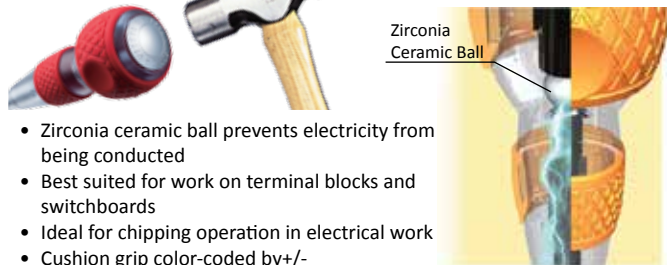 Zirconia
Ceramic Ball
• Zirconia ceramic ball prevents electricity from
being conducted
• Best suited for work on terminal blocks and
switchboards
• Ideal for chipping operation in electrical work
• Cushion grip color-coded by+/-